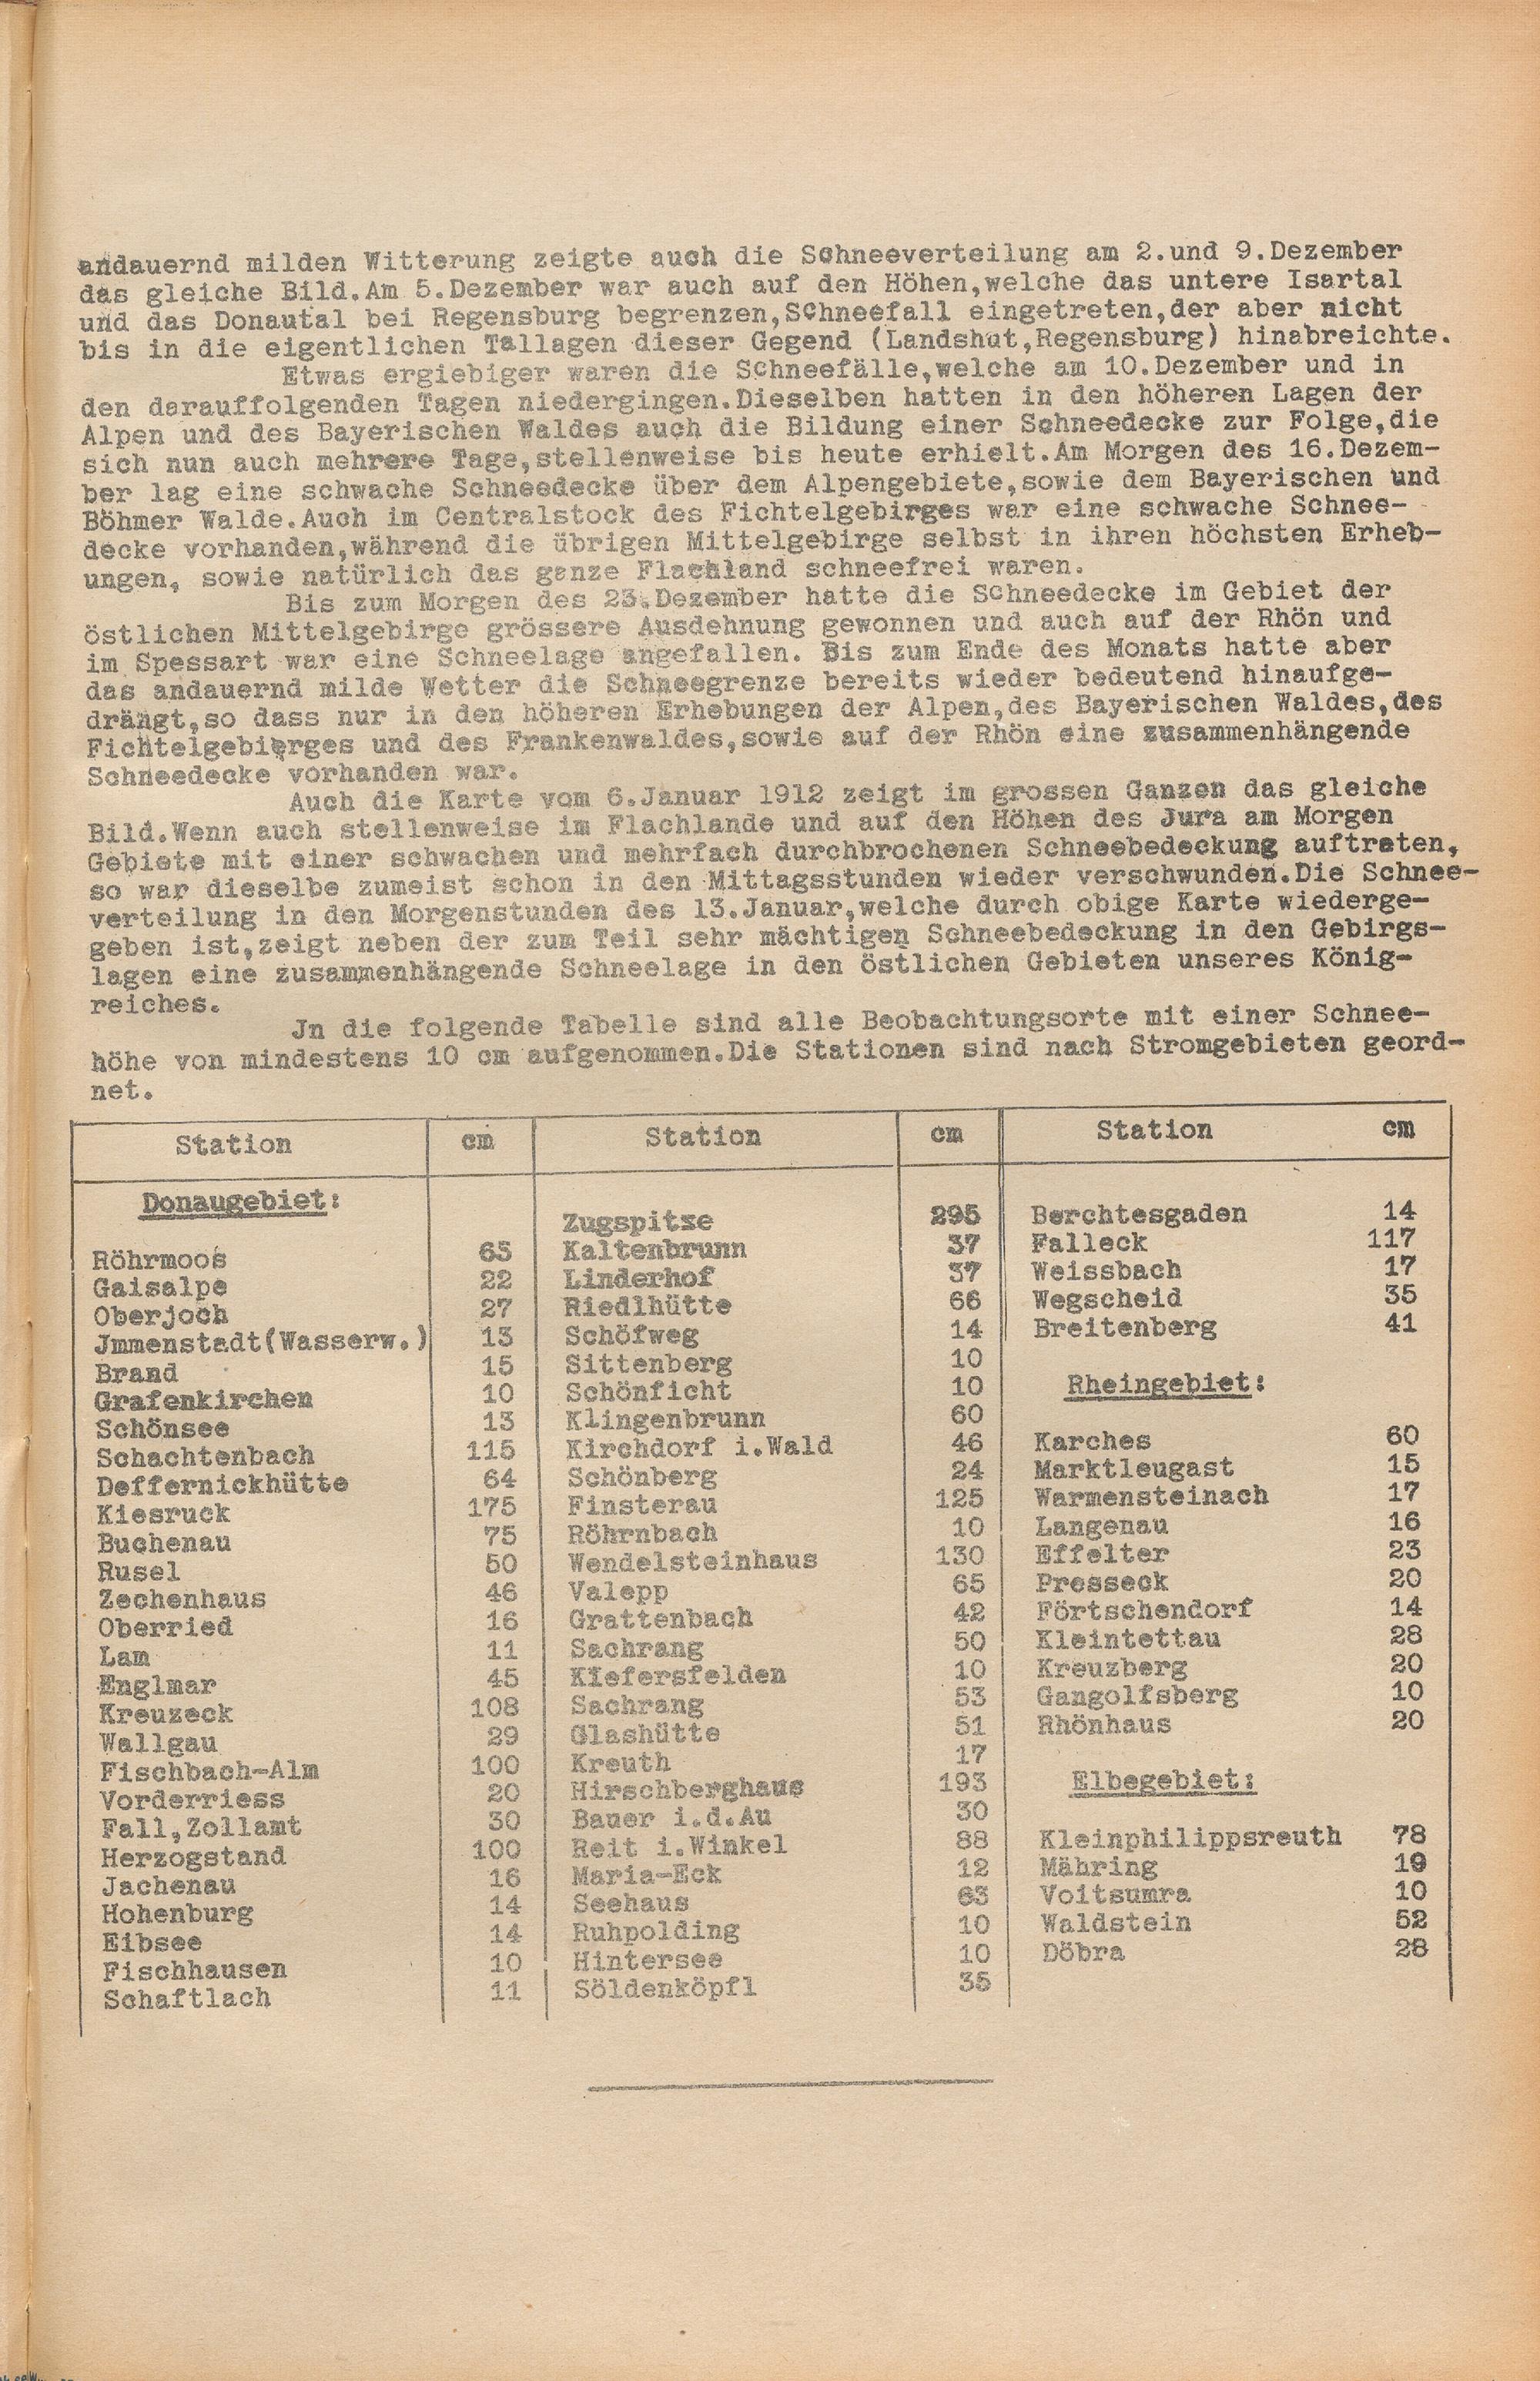 andauernd milden Witterung zeigte auch die Schneeverteilung am 2.und 9.Dezember
das gleiche Bild.Am 5.Dezember war auch auf den Höhen,welche das untere Isartal
und das Donautal bei Regensburg begrenzen,Schneefall eingetreten,der aber nicht
bis in die eigentlichen Tallagen dieser Gegend (Landshut,Regensburg) hinabreichte.
Etwas ergiebiger waren die Schneefälle,welche am 10.Dezember und in
den darauffolgenden Tagen niedergingen.Dieselben hatten in den höheren Lagen der
Alpen und des Bayerischen Waldes auch die Bildung einer Schneedecke zur Folge,die
sich nun auch mehrere Tage,stellenweise bis heute erhielt.Am Morgen des 16.Dezem-
ber lag eine schwache Schneedecke über dem Alpengebiete,sowie dem Bayerischen und
Böhmer Walde.Auch im Centralstock des Fichtelgebirges war eine schwache Schnee-
decke vorhanden,während die übrigen Mittelgebirge selbst in ihren höchsten Erheb-
ungen, sowie natürlich das ganze Flachland schneefrei waren.
Bis zum Morgen des 23.Dezember hatte die Schneedecke im Gebiet der
östlichen Mittelgebirge grössere Ausdehnung gewonnen und auch auf der Rhön und
im Spessart war eine Schneelage angefallen. Bis zum Ende des Monats hatte aber
das andauernd milde Wetter die Schneegrenze bereits wieder bedeutend hinaufge-
drängt,so dass nur in den höheren Erhebungen der Alpen,des Bayerischen Waldes,des
Fichtelgebierges und des Frankenwaldes,sowie auf der Rhön eine zusammenhängende
Schneedecke vorhanden war.
Auch die Karte vom 6.Januar 1912 zeigt im grossen Ganzen das gleiche
Bild.Wenn auch stellenweise im Flachlande und auf den Höhen des Jura am Morgen
Gebiete mit einer schwachen und mehrfach durchbrochenen Schneebedeckung auftraten,
so war dieselbe zumeist schon in den Mittagsstunden wieder verschwunden.Die Schnee-
verteilung in den Morgenstunden des 13.Januar,welche durch obige Karte wiederge-
geben ist,zeigt neben der zum Teil sehr mächtigen Schneebedeckung in den Gebirgs-
lagen eine zusammenhängende Schneelage in den östlichen Gebieten unseres König-
reiches.
Jn die folgende Tabelle sind alle Beobachtungsorte mit einer Schnee-
höhe von mindestens 10 cm aufgenommen.Die Stationen sind nach Stromgebieten geord-
net.
Station cm Station cm Station cm
Donaugebiet:
Röhrmoos 65
Gaisalpe 22
Oberjoch 27
Jmmenstadt(Wasserw.) 13
Brand 15
Grafenkirchen 10
Schönsee 13
Schachtenbach 115
Deffernickhütte 64
Kiesruck 175
Buchenau 75
Rusel 50
Zechenhaus 46
Oberried 16
Lam 11
Englmar 45
Kreuzeck 108
Wallgau 29
Fischbach-Alm 100
Vorderriess 20
Fall,Zollamt 30
Herzogstand 100
Jachenau 16
Hohenburg 14
Eibsee 14
Fischhausen 10
Schaftlach 11
Zugspitze 295
Kaltenbrunn 37
Linderhof 37
Riedlhütte 66
Schöfweg 14
Sittenberg 10
Schönficht 10
Klingenbrunn 60
Kirchdorf i.Wald 46
Schönberg 24
Finsterau 125
Röhrnbach 10
Wendelsteinhaus 130
Valepp 65
Grattenbach 42
Sachrang 50
Kiefersfelden 10
Sachrang 53
Glashütte 51
Kreuth 17
Hirschberghaus 193
Bauer i.d.Au 30
Reit i.Winkel 88
Maria-Eck 12
Seehaus 63
Ruhpolding 10
Hintersee 10
Söldenköpfl 35
Berchtesgaden 14
Falleck 117
Weissbach 17
Wegscheid 35
Breitenberg 41
Rheingebiet:
Karches 60
Marktleugast 15
Warmensteinach 17
Langenau 16
Effelter 23
Presseck 20
Förtschendorf 14
Kleintettau 28
Kreuzberg 20
Gangolfsberg 10
Rhönhaus 20
Elbegebiet:
Kleinphilippsreuth 78
Mähring 19
Voitsumra 10
Waldstein 52
Döbra 28